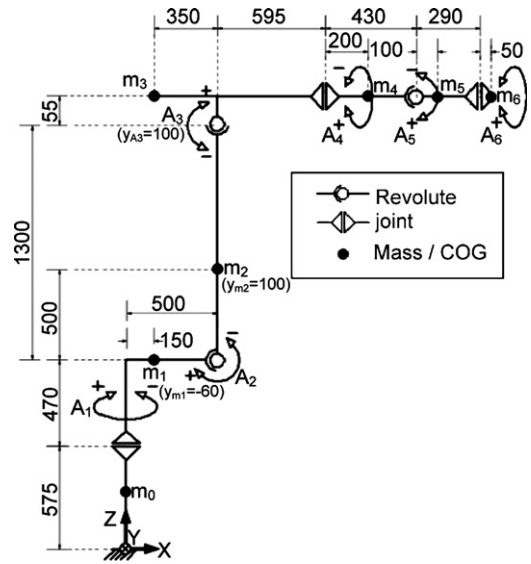 350 595 430 290
200 100 50
m₃ + - m₄ - m₅ m₆
55
A₃
(yA3=100)
-
A₄ + A₅ + A₆ +
1300
Revolute
joint
Mass / COG
m₂
(ym2=100)
500
500
150
m₁
(ym1=-60)
- + A₂
470
+ -
A₁
575
m₀
Z
Y
X